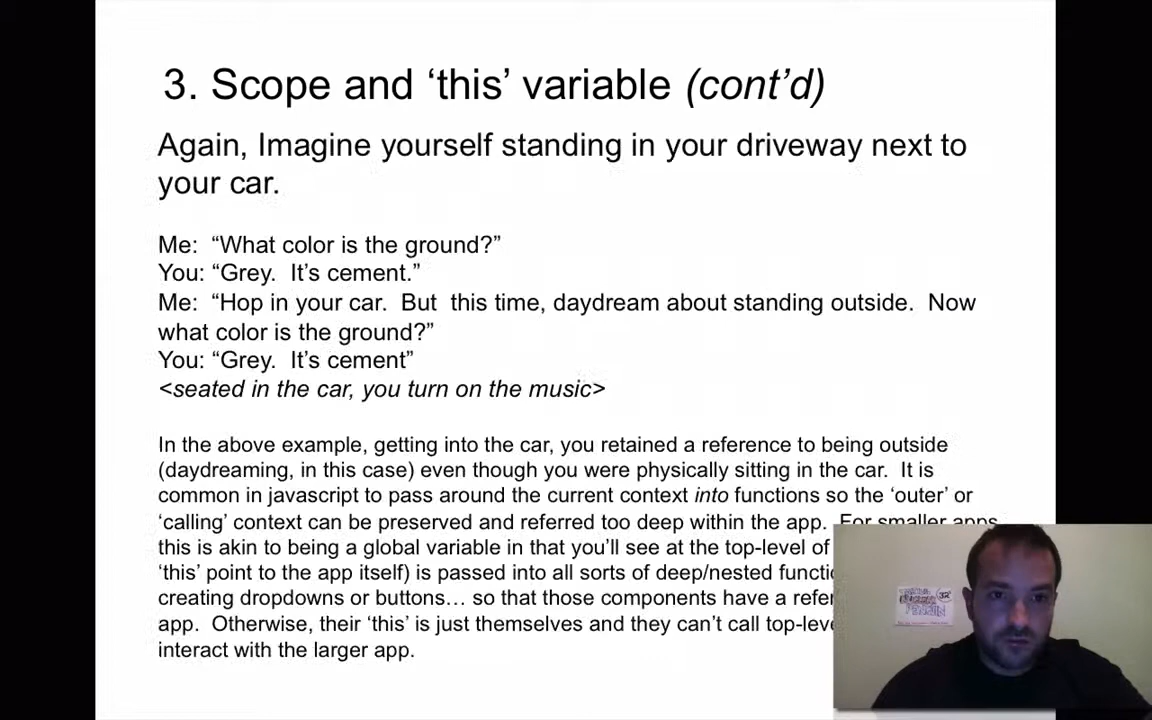 3. Scope and ‘this’ variable (cont’d)
Again, Imagine yourself standing in your driveway next to
your car.
Me:  “What color is the ground?”
You: “Grey.  It’s cement.”
Me:  “Hop in your car.  But  this time, daydream about standing outside.  Now
what color is the ground?”
You: “Grey.  It’s cement”
<seated in the car, you turn on the music>
In the above example, getting into the car, you retained a reference to being outside
(daydreaming, in this case) even though you were physically sitting in the car.  It is
common in javascript to pass around the current context into functions so the ‘outer’ or
‘calling’ context can be preserved and referred too deep within the app.  For smaller apps
this is akin to being a global variable in that you’ll see at the top-level of
‘this’ point to the app itself) is passed into all sorts of deep/nested
creating dropdowns or buttons… so that those components have a
app.  Otherwise, their ‘this’ is just themselves and they can’t call
interact with the larger app.